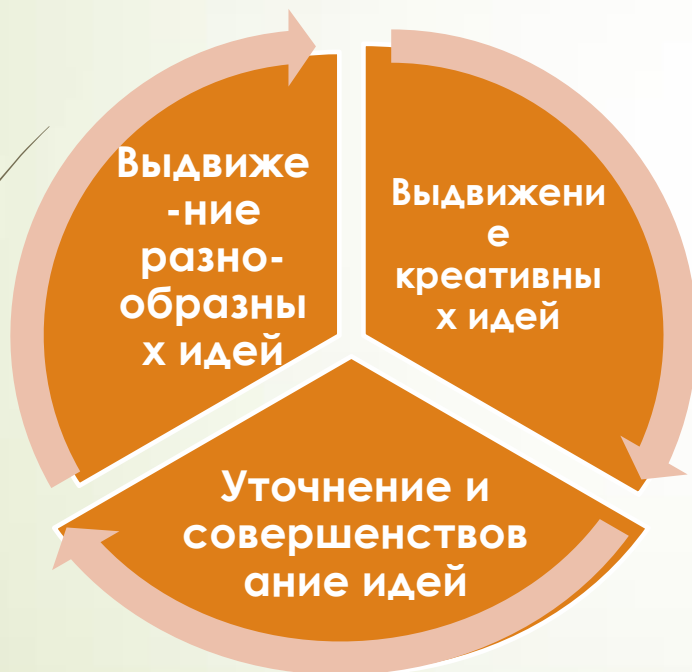 Выдвиже
-ние
разно-
образны
х идей
Выдвижени
е
креативны
х идей
Уточнение и
совершенствов
ание идей